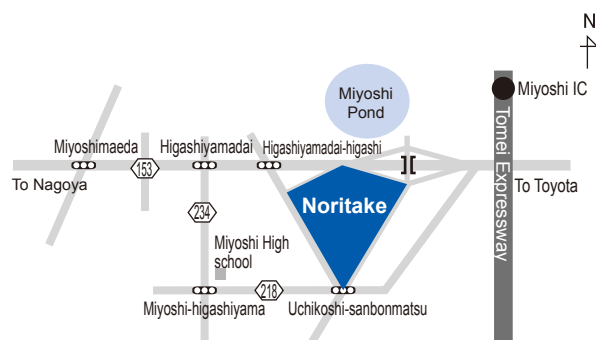 N
Miyoshi
Pond
Miyoshi IC
Tomei Expressway
Miyoshimaeda
Higashiyamadai
Higashiyamadai-higashi
153
To Nagoya
To Toyota
Noritake
234
Miyoshi High
school
218
Miyoshi-higashiyama
Uchikoshi-sanbonmatsu